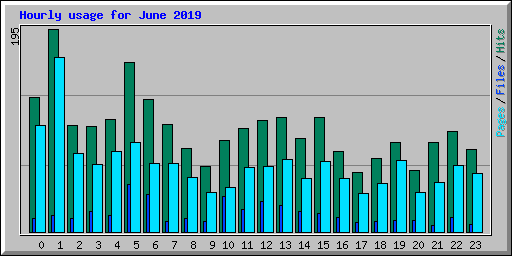 Hourly usage for June 2019
195
Pages / Files / Hits
0 1 2 3 4 5 6 7 8 9 10 11 12 13 14 15 16 17 18 19 20 21 22 23